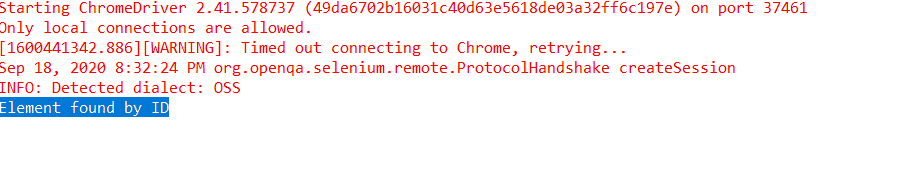 Starting ChromeDriver 2.41.578737 (49da6702b16031c40d63e5618de03a32ff6c197e) on port 37461
Only local connections are allowed.
[1600441342.886][WARNING]: Timed out connecting to Chrome, retrying...
Sep 18, 2020 8:32:24 PM org.openqa.selenium.remote.ProtocolHandshake createSession
INFO: Detected dialect: OSS
Element found by ID